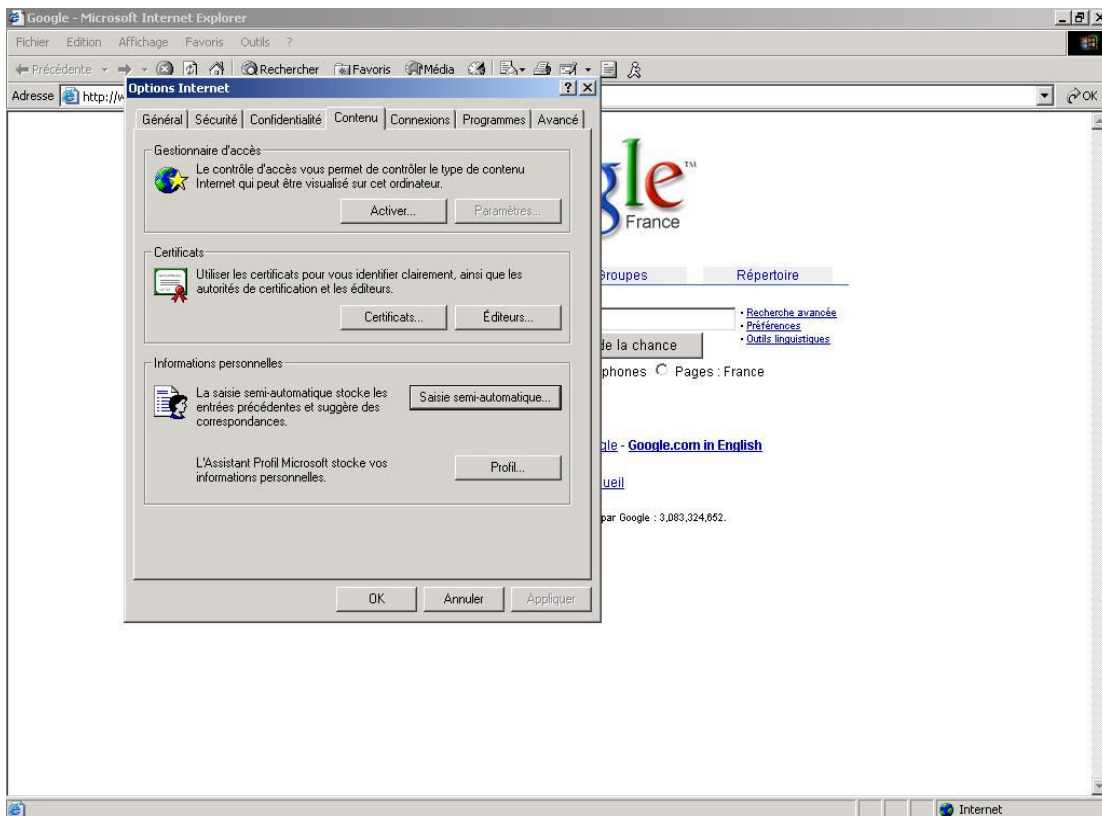 Google - Microsoft Internet Explorer
Fichier Edition Affichage Favoris Outils ?
Précédente Rechercher Favoris Média
Adresse http://w OK
Options Internet
Général Sécurité Confidentialité Contenu Connexions Programmes Avancé
Gestionnaire d'accès
Le contrôle d'accès vous permet de contrôler le type de contenu
Internet qui peut être visualisé sur cet ordinateur.
Activer... Paramètres...
Certificats
Utiliser les certificats pour vous identifier clairement, ainsi que les
autorités de certification et les éditeurs.
Certificats... Éditeurs...
Informations personnelles
La saisie semi-automatique stocke les
entrées précédentes et suggère des
correspondances.
Saisie semi-automatique...
L'Assistant Profil Microsoft stocke vos
informations personnelles.
Profil...
OK Annuler Appliquer
gle™
France
Groupes Répertoire
• Recherche avancée
• Préférences
• Outils linguistiques
de la chance
phones Pages : France
gle - Google.com in English
ueil
par Google : 3,083,324,652.
Internet